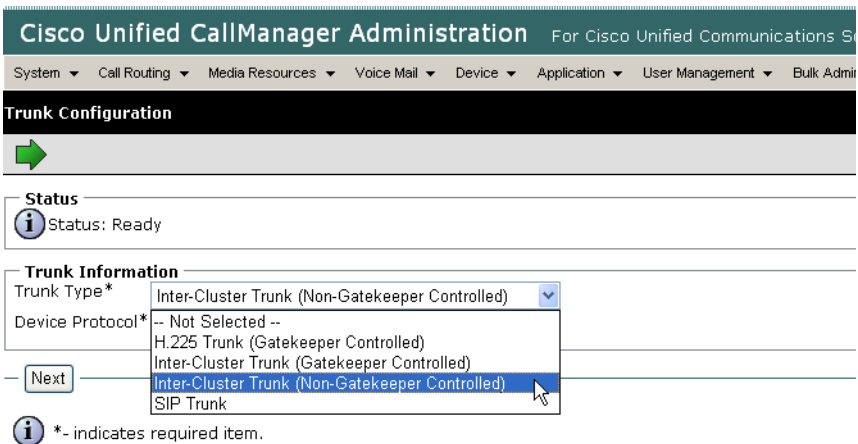 Cisco Unified CallManager Administration For Cisco Unified Communications
System Call Routing Media Resources Voice Mail Device Application User Management Bulk
Trunk Configuration
Status
Status: Ready
Trunk Information
Trunk Type* Inter-Cluster Trunk (Non-Gatekeeper Controlled)
Device Protocol* -- Not Selected --
H.225 Trunk (Gatekeeper Controlled)
Inter-Cluster Trunk (Gatekeeper Controlled)
Inter-Cluster Trunk (Non-Gatekeeper Controlled)
SIP Trunk
Next
*- indicates required item.